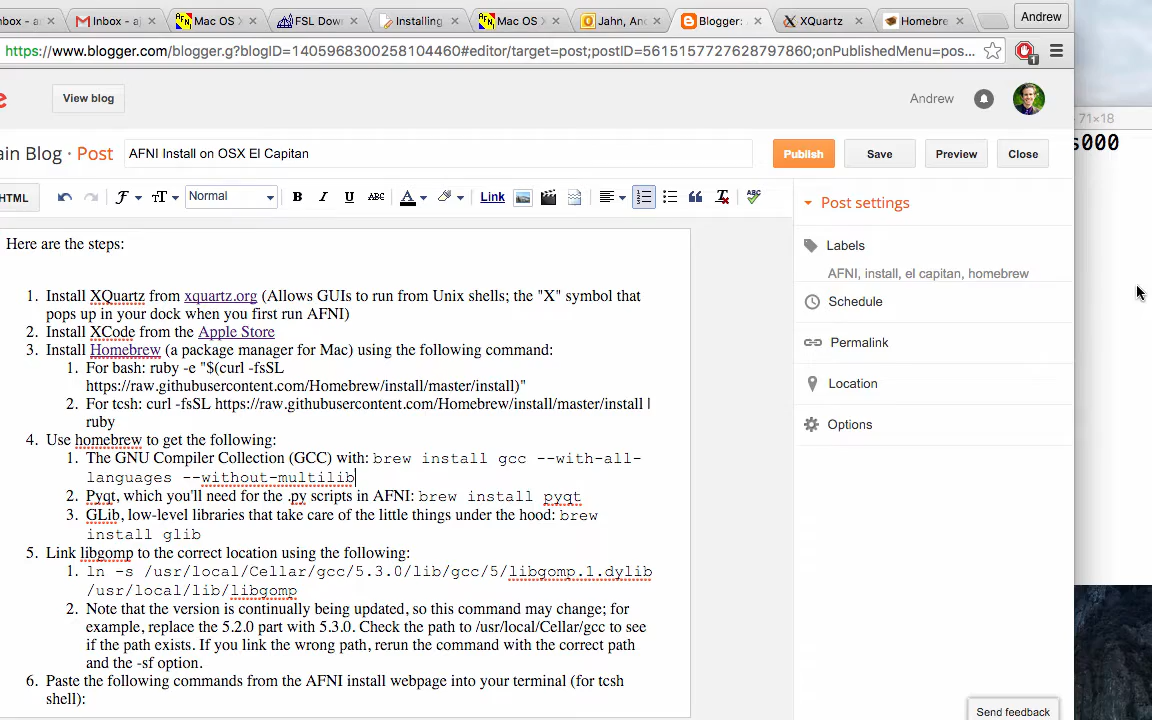 Inbox - a
Inbox - aj
Mac OS X
FSL Dow
Installing
Mac OS X
Jahn, An
Blogger:
XQuartz
Homebre
Andrew
https://www.blogger.com/blogger.g?blogID=1405968300258104460#editor/target=post;postID=5615157727628797860;onPublishedMenu=pos...
1
View blog
Andrew
71×18
s000
ain Blog · Post
AFNI Install on OSX El Capitan
Publish
Save
Preview
Close
HTML
Normal
B I U ABC A Link ABC
Post settings
Labels
AFNI, install, el capitan, homebrew
Schedule
Permalink
Location
Options
Here are the steps:
1. Install XQuartz from xquartz.org (Allows GUIs to run from Unix shells; the "X" symbol that
pops up in your dock when you first run AFNI)
2. Install XCode from the Apple Store
3. Install Homebrew (a package manager for Mac) using the following command:
1. For bash: ruby -e "$(curl -fsSL
https://raw.githubusercontent.com/Homebrew/install/master/install)"
2. For tcsh: curl -fsSL https://raw.githubusercontent.com/Homebrew/install/master/install |
ruby
4. Use homebrew to get the following:
1. The GNU Compiler Collection (GCC) with: brew install gcc --with-all-
languages --without-multilib
2. Pyqt, which you'll need for the .py scripts in AFNI: brew install pyqt
3. GLib, low-level libraries that take care of the little things under the hood: brew
install glib
5. Link libgomp to the correct location using the following:
1. ln -s /usr/local/Cellar/gcc/5.3.0/lib/gcc/5/libgomp.1.dylib
/usr/local/lib/libgomp
2. Note that the version is continually being updated, so this command may change; for
example, replace the 5.2.0 part with 5.3.0. Check the path to /usr/local/Cellar/gcc to see
if the path exists. If you link the wrong path, rerun the command with the correct path
and the -sf option.
6. Paste the following commands from the AFNI install webpage into your terminal (for tcsh
shell):
Send feedback